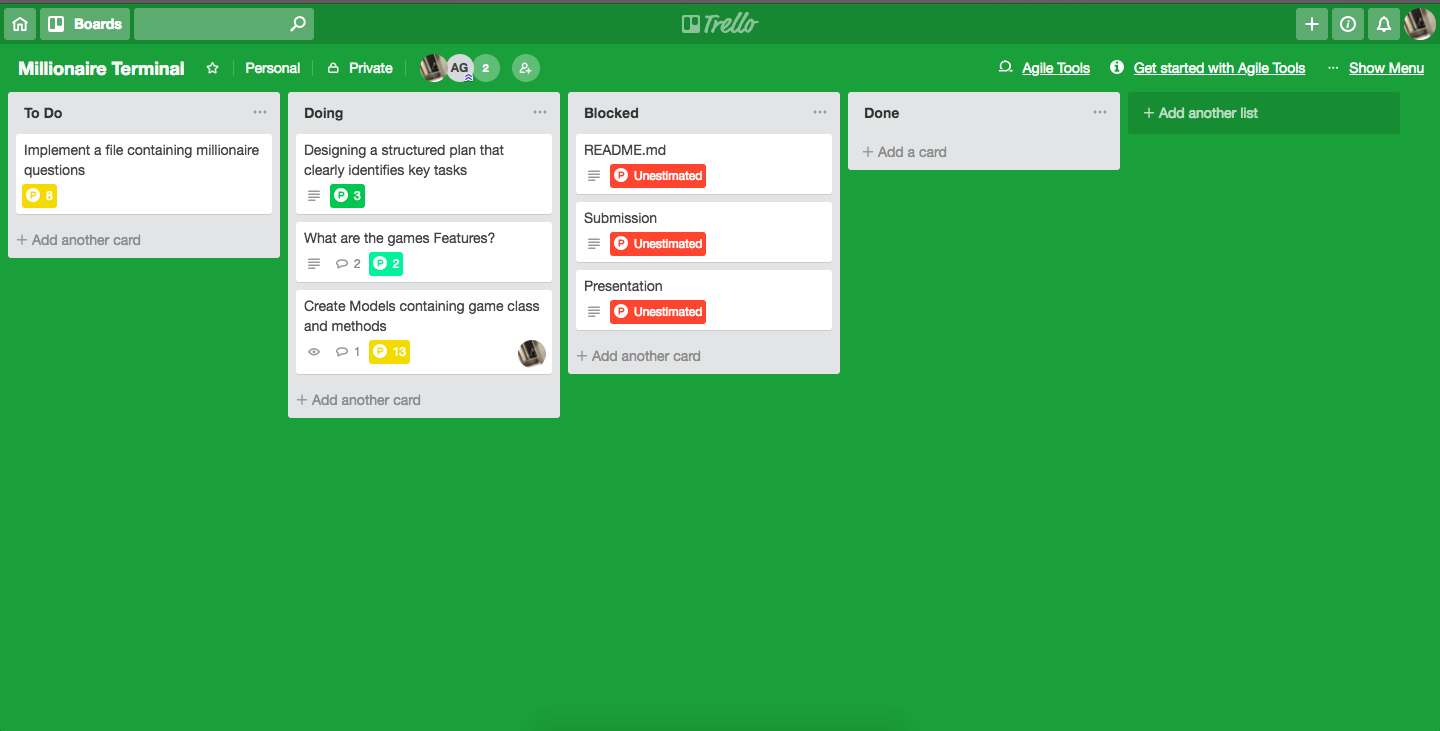 Boards
Trello
Millionaire Terminal
Personal
Private
AG
2
Agile Tools
Get started with Agile Tools
··· Show Menu
To Do ···
Implement a file containing millionaire
questions
P 8
+ Add another card
Doing ···
Designing a structured plan that
clearly identifies key tasks
P 3
What are the games Features?
2 P 2
Create Models containing game class
and methods
1 P 13
+ Add another card
Blocked ···
README.md
P Unestimated
Submission
P Unestimated
Presentation
P Unestimated
+ Add another card
Done ···
+ Add a card
+ Add another list